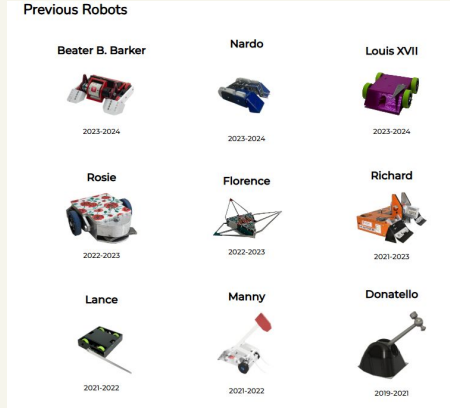 Previous Robots
Beater B. Barker
Nardo
Louis XVII
2023-2024
2023-2024
2023-2024
Rosie
Florence
Richard
2022-2023
2022-2023
2021-2023
Lance
Manny
Donatello
2021-2022
2021-2022
2019-2021